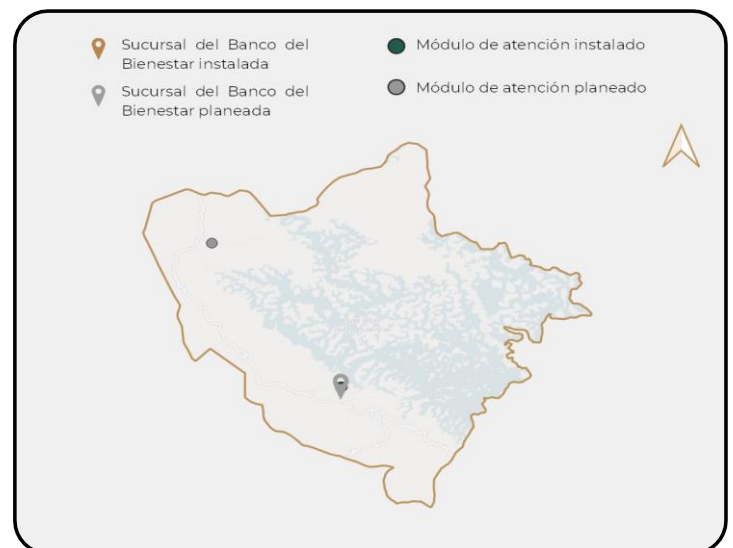 Sucursal del Banco del
Bienestar instalada
Sucursal del Banco del
Bienestar planeada
Módulo de atención instalado
Módulo de atención planeado